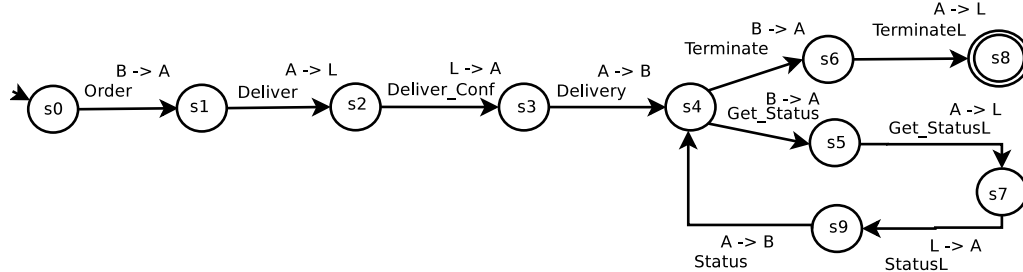 B -> A
Order
A -> L
Deliver
L -> A
Deliver_Conf
A -> B
Delivery
B -> A
Terminate
A -> L
TerminateL
s0
s1
s2
s3
s4
s6
s8
B -> A
Get_Status
s5
A -> L
Get_StatusL
s7
s9
A -> B
Status
L -> A
StatusL